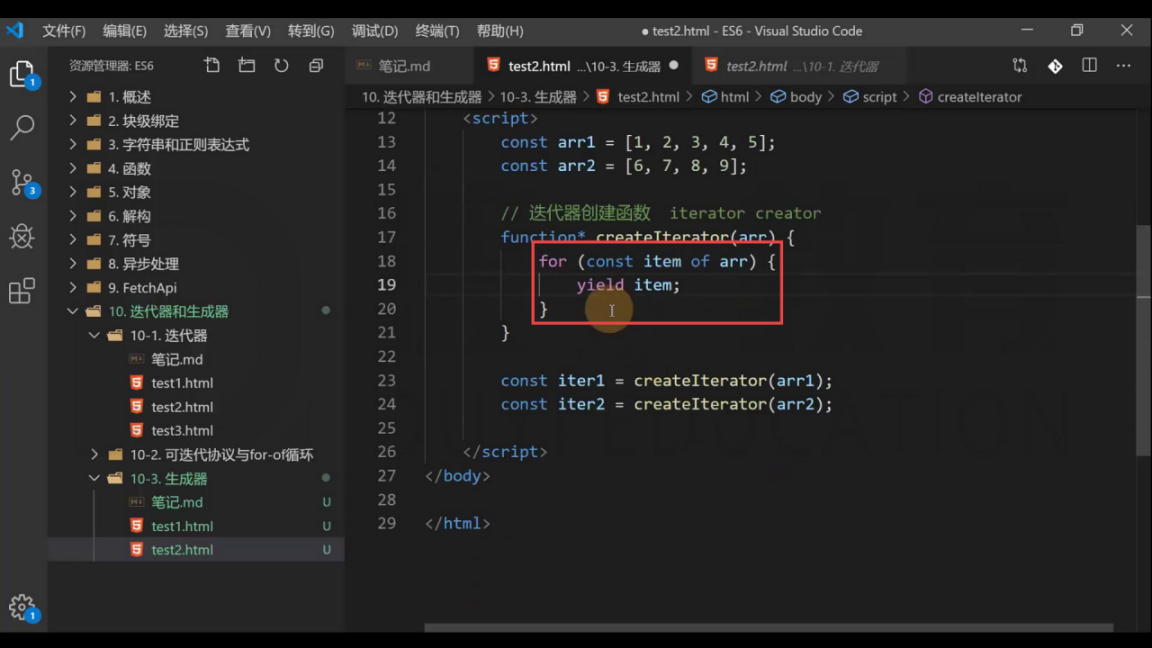 文件(F) 编辑(E) 选择(S) 查看(V) 转到(G) 调试(D) 终端(T) 帮助(H) ● test2.html - ES6 - Visual Studio Code
资源管理器: ES6
笔记.md test2.html ...\10-3. 生成器 ● test2.html ...\10-1. 迭代器
10. 迭代器和生成器 > 10-3. 生成器 > test2.html > html > body > script > createIterator
1. 概述
2. 块级绑定
3. 字符串和正则表达式
4. 函数
5. 对象
6. 解构
7. 符号
8. 异步处理
9. FetchApi
10. 迭代器和生成器
10-1. 迭代器
笔记.md
test1.html
test2.html
test3.html
10-2. 可迭代协议与for-of循环
10-3. 生成器
笔记.md U
test1.html U
test2.html U
1
3
1
12 <script>
13 const arr1 = [1, 2, 3, 4, 5];
14 const arr2 = [6, 7, 8, 9];
15
16 // 迭代器创建函数 iterator creator
17 function* createIterator(arr) {
18 for (const item of arr) {
19 yield item;
20 }
21 }
22
23 const iter1 = createIterator(arr1);
24 const iter2 = createIterator(arr2);
25
26 </script>
27 </body>
28
29 </html>